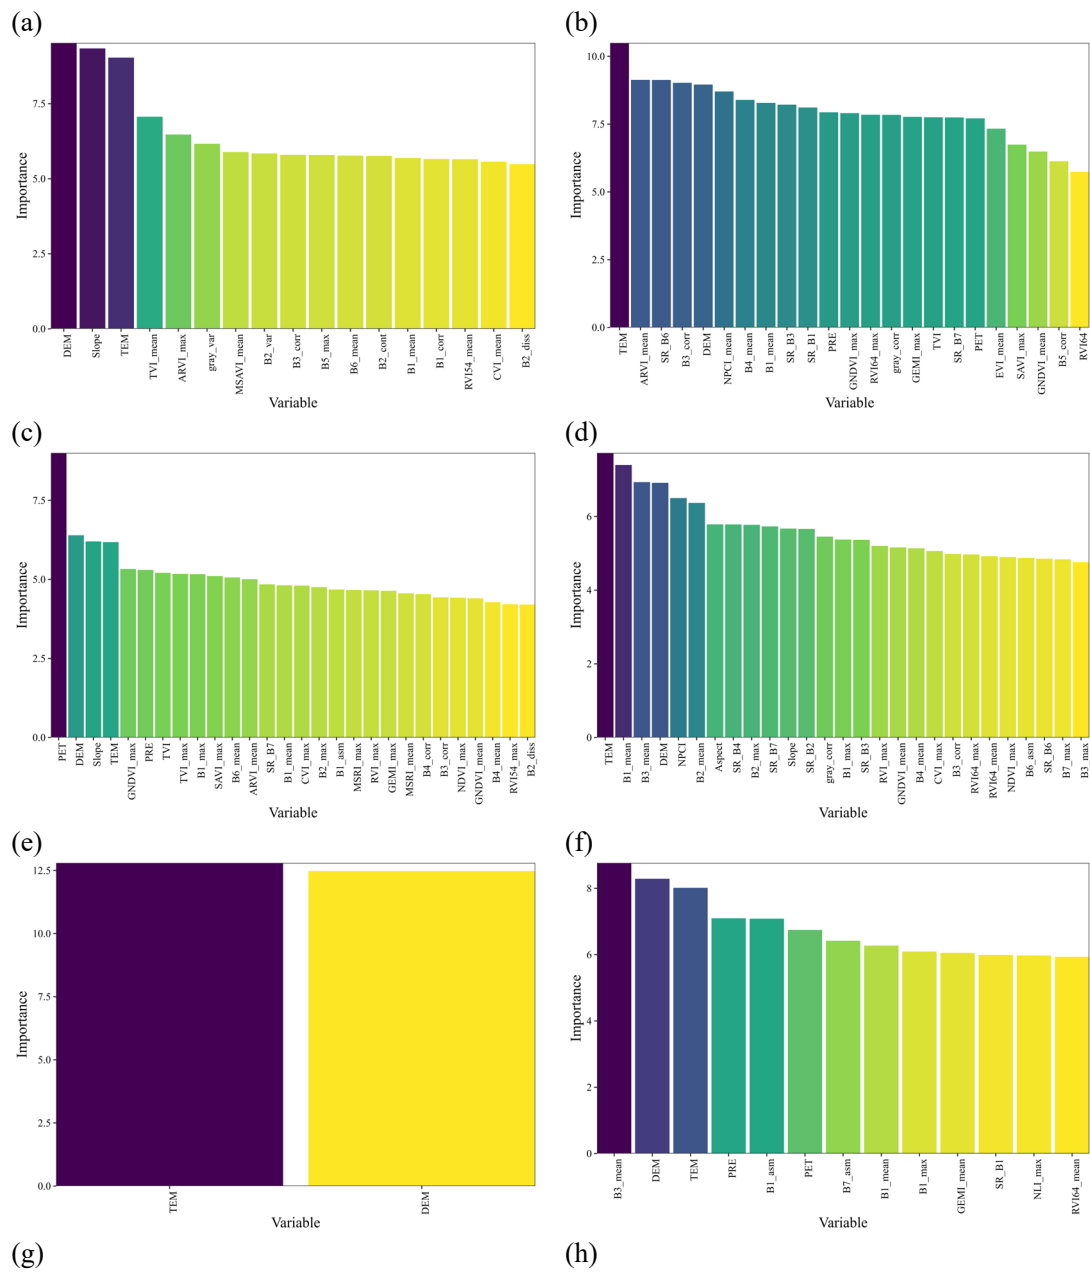 (a)
Importance
7.5
5.0
2.5
0.0
DEM
Slope
TEM
TVI_mean
ARVI_max
gray_var
MSAVI_mean
B2_var
B3_corr
B5_max
B6_mean
B2_cont
B1_mean
B1_corr
RVI54_mean
CVI_mean
B2_diss
Variable
(b)
Importance
10.0
7.5
5.0
2.5
0.0
TEM
ARVI_mean
SR_B6
B3_corr
DEM
NPCI_mean
B4_mean
B1_mean
SR_B3
SR_B1
PRE
GNDVI_max
RVI64_max
gray_corr
GEMI_max
TVI
SR_B7
PET
EVI_mean
SAVI_max
GNDVI_mean
B5_corr
RVI64
Variable
(c)
Importance
7.5
5.0
2.5
0.0
PET
DEM
Slope
TEM
GNDVI_max
PRE
TVI
TVI_max
B1_max
SAVI_max
B6_mean
ARVI_mean
SR_B7
B1_mean
CVI_max
B2_max
B1_asm
MSRI_max
RVI_max
GEMI_max
MSRI_mean
B4_corr
B3_corr
NDVI_max
GNDVI_mean
B4_mean
RVI54_max
B2_diss
Variable
(d)
Importance
6
4
2
0
TEM
B1_mean
B3_mean
DEM
NPCI
B2_mean
Aspect
SR_B4
B2_max
SR_B7
Slope
SR_B2
gray_corr
B1_max
SR_B3
RVI_max
GNDVI_mean
B4_mean
CVI_max
B3_corr
RVI64_max
RVI64_mean
NDVI_max
B6_asm
SR_B6
B7_max
B3_max
Variable
(e)
Importance
12.5
10.0
7.5
5.0
2.5
0.0
TEM
DEM
Variable
(f)
Importance
8
6
4
2
0
B3_mean
DEM
TEM
PRE
B1_asm
PET
B7_asm
B1_mean
B1_max
GEMI_mean
SR_B1
NLI_max
RVI64_mean
Variable
(g)
(h)